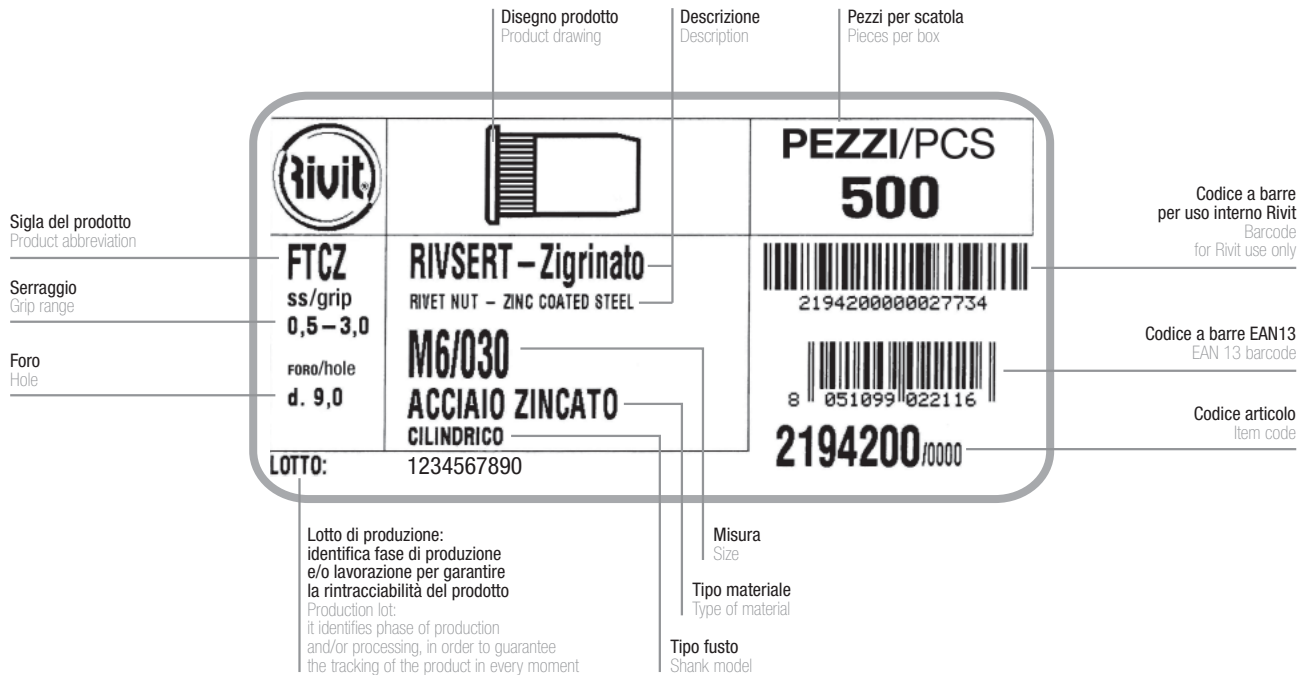 Disegno prodotto
Product drawing
Descrizione
Description
Pezzi per scatola
Pieces per box
Rivit®
PEZZI/PCS
500
Sigla del prodotto
Product abbreviation
Serraggio
Grip range
Foro
Hole
FTCZ
ss/grip
0,5–3,0
FORO/hole
d. 9,0
RIVSERT – Zigrinato
RIVET NUT – ZINC COATED STEEL
M6/030
ACCIAIO ZINCATO
CILINDRICO
LOTTO: 1234567890
2194200000027734
8 051099 022116
2194200/0000
Codice a barre
per uso interno Rivit
Barcode
for Rivit use only
Codice a barre EAN13
EAN 13 barcode
Codice articolo
Item code
Lotto di produzione:
identifica fase di produzione
e/o lavorazione per garantire
la rintracciabilità del prodotto
Production lot:
it identifies phase of production
and/or processing, in order to guarantee
the tracking of the product in every moment
Misura
Size
Tipo materiale
Type of material
Tipo fusto
Shank model